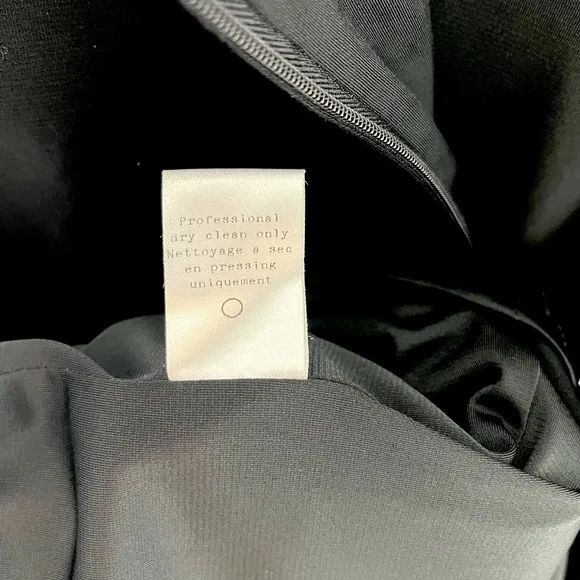 Professional
dry clean only
Nettoyage a sec
en pressing
uniquement